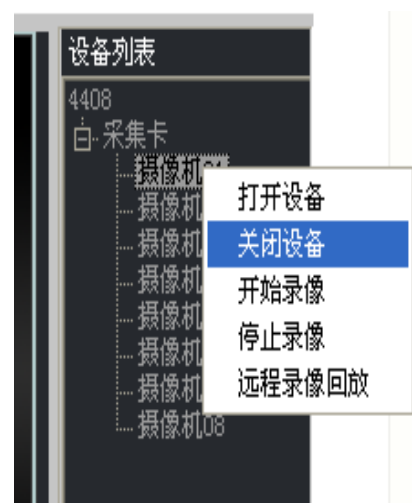 设备列表
4408
采集卡
摄像机
摄像机
摄像机
摄像机
摄像机
摄像机
摄像机
摄像机08
打开设备
关闭设备
开始录像
停止录像
远程录像回放